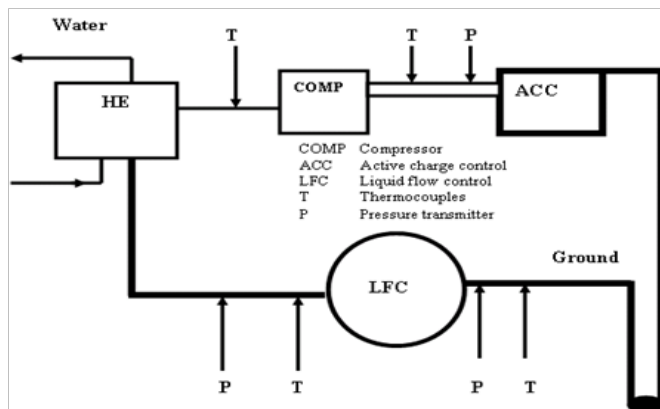 Water
T
T
P
HE
COMP
ACC
COMP Compressor
ACC Active charge control
LFC Liquid flow control
T Thermocouples
P Pressure transmitter
Ground
LFC
P
T
P
T